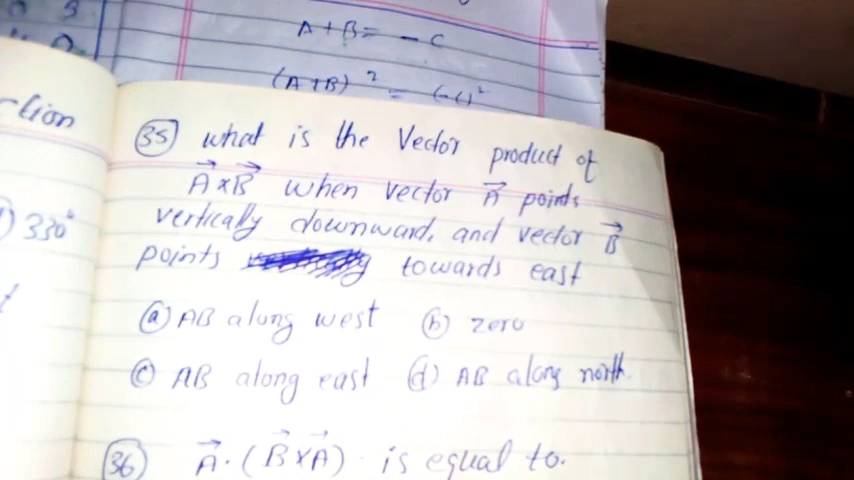 A + B = - C
(A+B)² = (-C)²
ction
330°
(35) what is the Vector product of
A⃗ x B⃗ when vector A⃗ points
vertically downward, and vector B⃗
points towards east
(a) AB along west (b) zero
(c) AB along east (d) AB along north.
(36) A⃗ . (B⃗ x A⃗) is equal to.